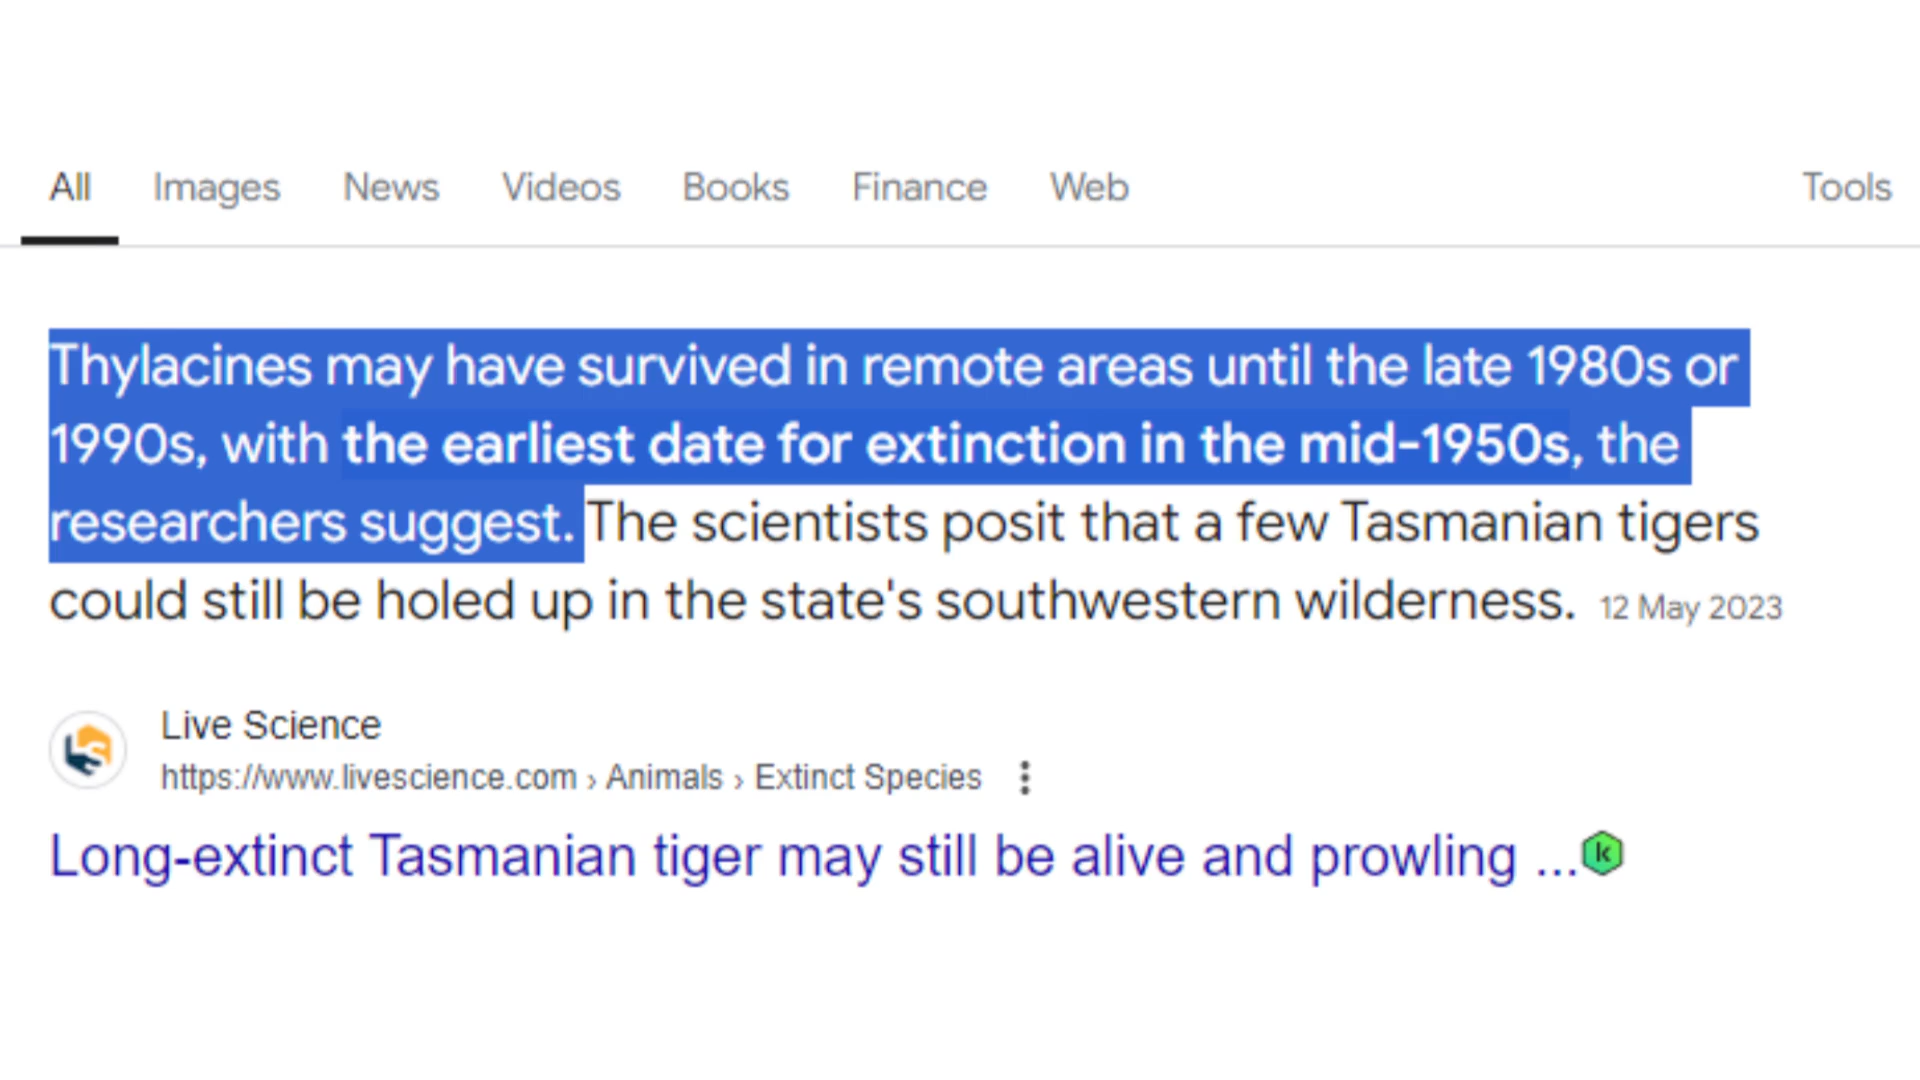 All Images News Videos Books Finance Web Tools
Thylacines may have survived in remote areas until the late 1980s or
1990s, with the earliest date for extinction in the mid-1950s, the
researchers suggest. The scientists posit that a few Tasmanian tigers
could still be holed up in the state's southwestern wilderness. 12 May 2023
Live Science
https://www.livescience.com › Animals › Extinct Species
Long-extinct Tasmanian tiger may still be alive and prowling ...